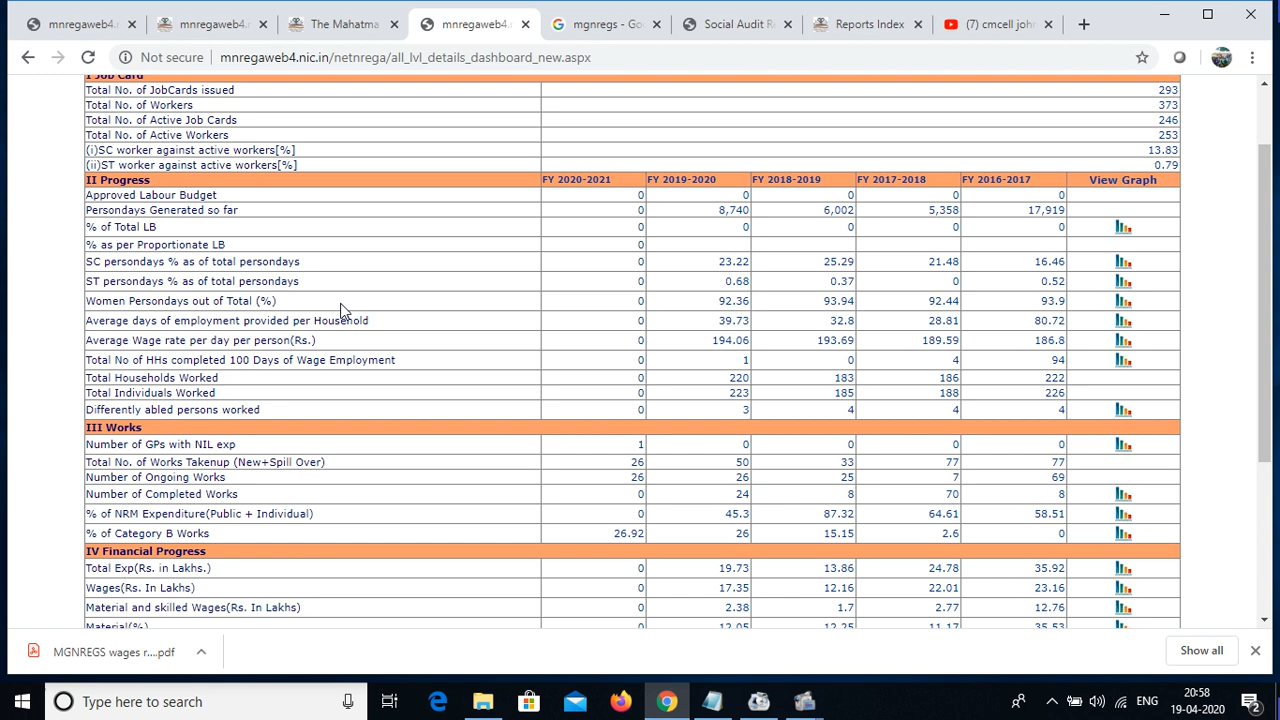 mnregaweb4. mnregaweb4. The Mahatma mnregaweb4. mgnregs - Go Social Audit R Reports Index (7) cmcell joh
Not secure mnregaweb4.nic.in/netnrega/all_lvl_details_dashboard_new.aspx
I Job Card
Total No. of JobCards issued 293
Total No. of Workers 373
Total No. of Active Job Cards 246
Total No. of Active Workers 253
(i)SC worker against active workers[%] 13.83
(ii)ST worker against active workers[%] 0.79
II Progress FY 2020-2021 FY 2019-2020 FY 2018-2019 FY 2017-2018 FY 2016-2017 View Graph
Approved Labour Budget 0 0 0 0 0
Persondays Generated so far 0 8,740 6,002 5,358 17,919
% of Total LB 0 0 0 0 0
% as per Proportionate LB 0
SC persondays % as of total persondays 0 23.22 25.29 21.48 16.46
ST persondays % as of total persondays 0 0.68 0.37 0 0.52
Women Persondays out of Total (%) 0 92.36 93.94 92.44 93.9
Average days of employment provided per Household 0 39.73 32.8 28.81 80.72
Average Wage rate per day per person(Rs.) 0 194.06 193.69 189.59 186.8
Total No of HHs completed 100 Days of Wage Employment 0 1 0 4 94
Total Households Worked 0 220 183 186 222
Total Individuals Worked 0 223 185 188 226
Differently abled persons worked 0 3 4 4 4
III Works
Number of GPs with NIL exp 1 0 0 0 0
Total No. of Works Takenup (New+Spill Over) 26 50 33 77 77
Number of Ongoing Works 26 26 25 7 69
Number of Completed Works 0 24 8 70 8
% of NRM Expenditure(Public + Individual) 0 45.3 87.32 64.61 58.51
% of Category B Works 26.92 26 15.15 2.6 0
IV Financial Progress
Total Exp(Rs. in Lakhs.) 0 19.73 13.86 24.78 35.92
Wages(Rs. In Lakhs) 0 17.35 12.16 22.01 23.16
Material and skilled Wages(Rs. In Lakhs) 0 2.38 1.7 2.77 12.76
Material(%) 0 12.05 12.25 11.17 35.53
MGNREGS wages r....pdf Show all
Type here to search ENG 20:58
19-04-2020 2